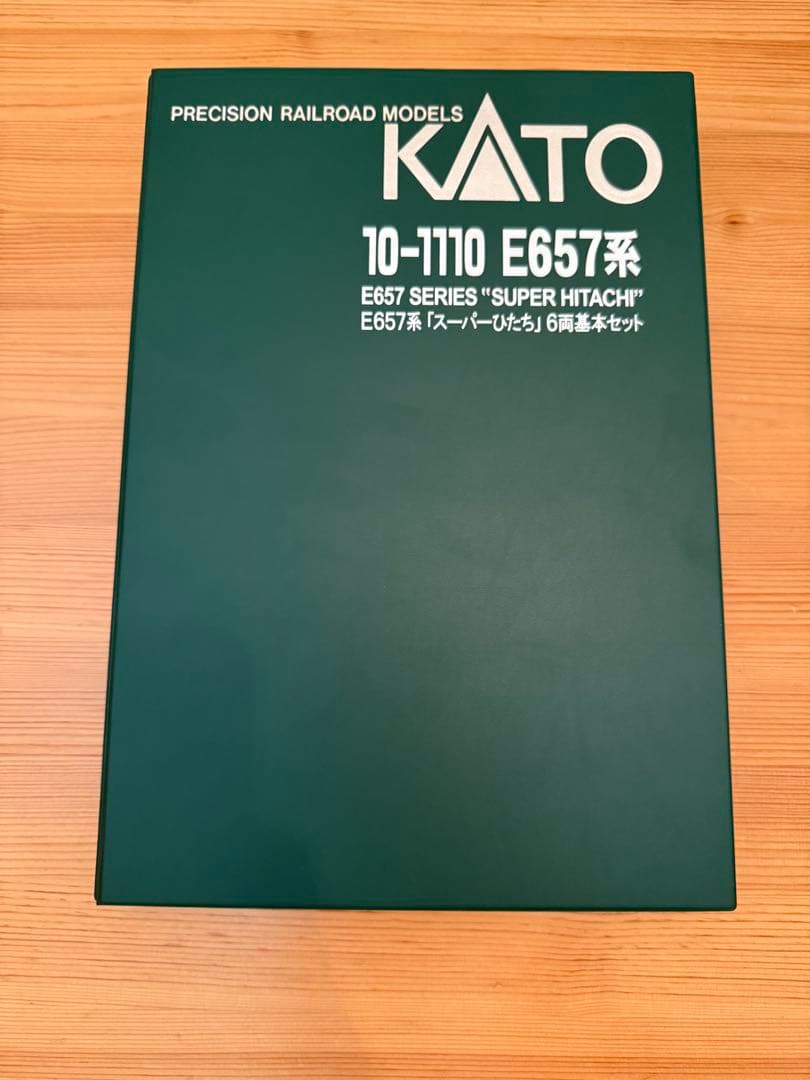 PRECISION RAILROAD MODELS
KATO
10-1110 E657系
E657 SERIES "SUPER HITACHI"
E657系「スーパーひたち」6両基本セット